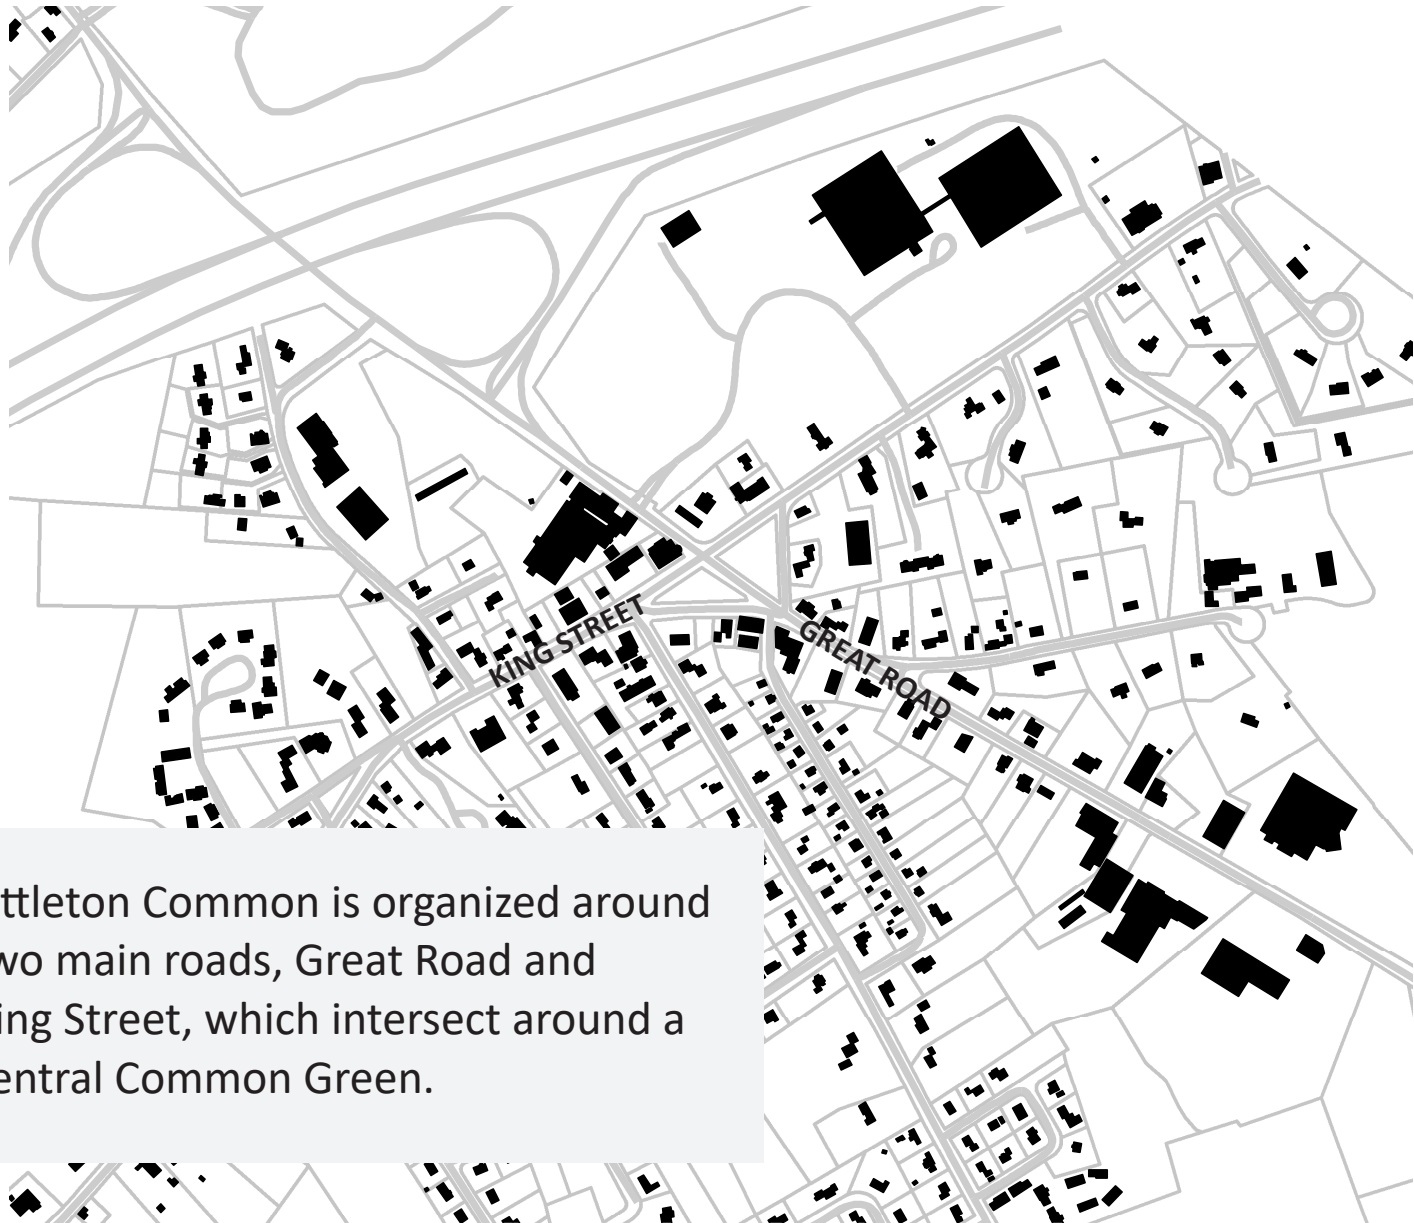 KING STREET
GREAT ROAD
ttleton Common is organized around
wo main roads, Great Road and
ing Street, which intersect around a
entral Common Green.